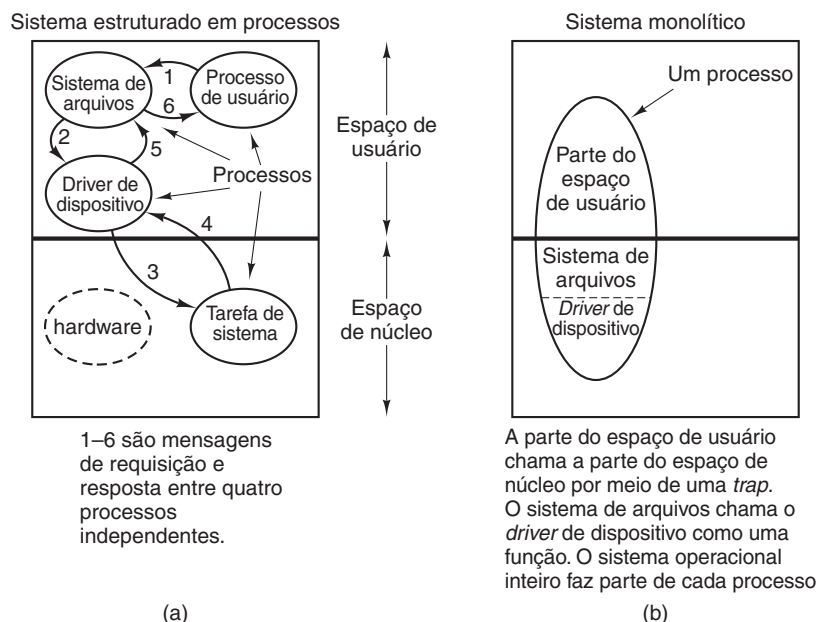 Sistema estruturado em processos
Sistema de
arquivos
1
Processo
de usuário
6
2
5
Processos
Driver de
dispositivo
4
3
hardware
Tarefa de
sistema
Espaço de
usuário
Espaço
de núcleo
1–6 são mensagens
de requisição e
resposta entre quatro
processos
independentes.
(a)
Sistema monolítico
Um processo
Parte do
espaço
de usuário
Sistema de
arquivos
Driver de
dispositivo
A parte do espaço de usuário
chama a parte do espaço de
núcleo por meio de uma trap.
O sistema de arquivos chama o
driver de dispositivo como uma
função. O sistema operacional
inteiro faz parte de cada processo
(b)